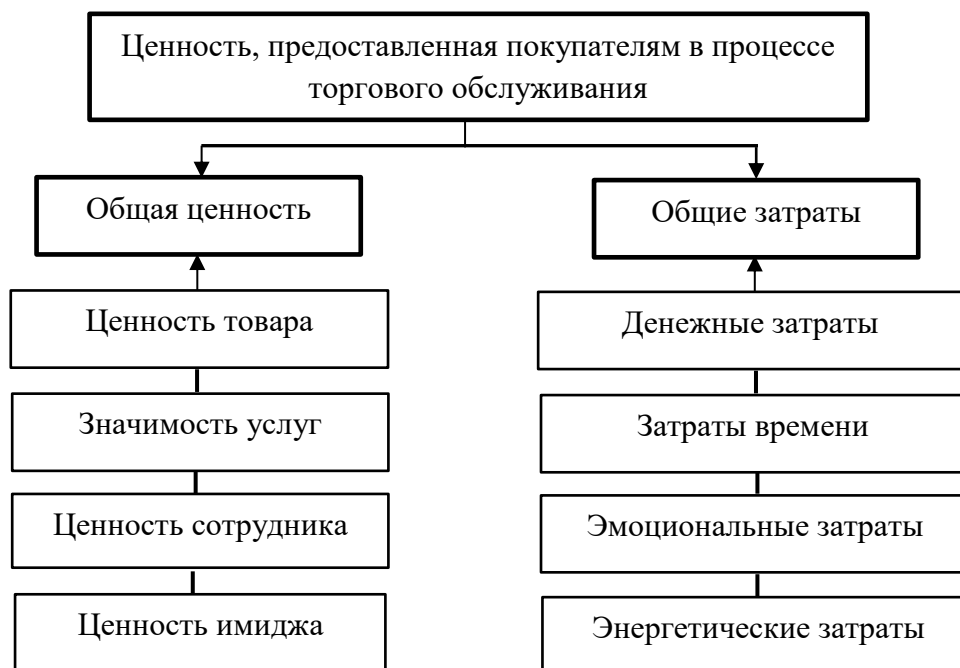 Ценность, предоставленная покупателям в процессе
торгового обслуживания
Общая ценность
Общие затраты
Ценность товара
Денежные затраты
Значимость услуг
Затраты времени
Ценность сотрудника
Эмоциональные затраты
Ценность имиджа
Энергетические затраты